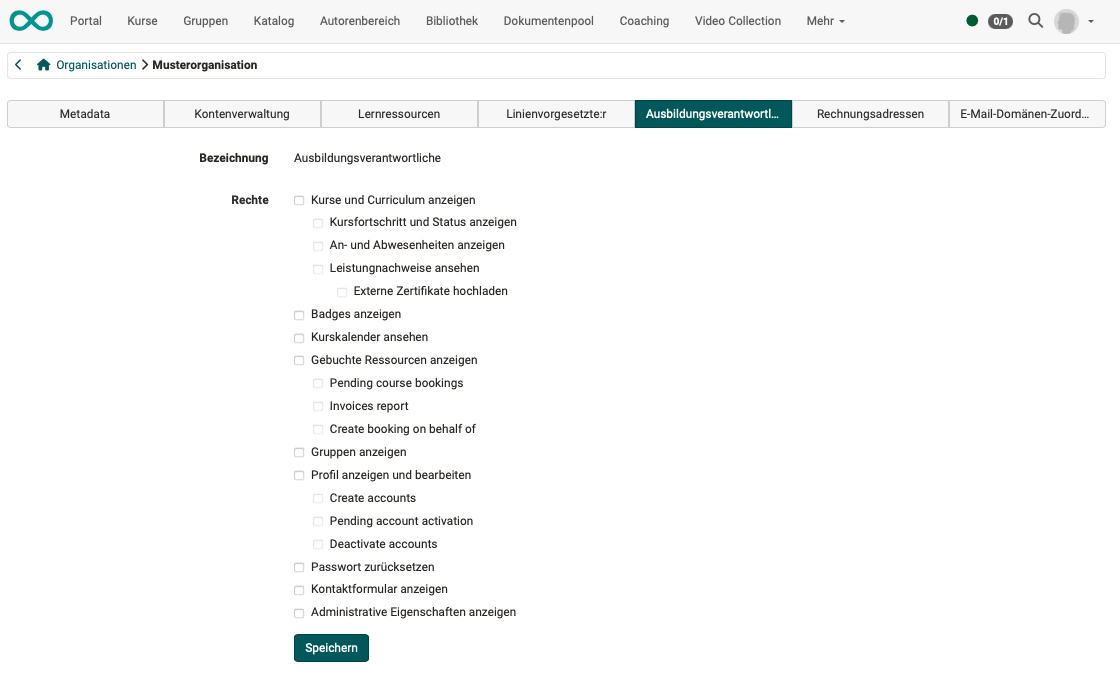 Portal Kurse Gruppen Katalog Autorenbereich Bibliothek Dokumentenpool Coaching Video Collection Mehr 0/1
Organisationen Musterorganisation
Metadata Kontenverwaltung Lernressourcen Linienvorgesetzte:r Ausbildungsverantwortl... Rechnungsadressen E-Mail-Domänen-Zuord...
Bezeichnung Ausbildungsverantwortliche
Rechte Kurse und Curriculum anzeigen
Kursfortschritt und Status anzeigen
An- und Abwesenheiten anzeigen
Leistungnachweise ansehen
Externe Zertifikate hochladen
Badges anzeigen
Kurskalender ansehen
Gebuchte Ressourcen anzeigen
Pending course bookings
Invoices report
Create booking on behalf of
Gruppen anzeigen
Profil anzeigen und bearbeiten
Create accounts
Pending account activation
Deactivate accounts
Passwort zurücksetzen
Kontaktformular anzeigen
Administrative Eigenschaften anzeigen
Speichern